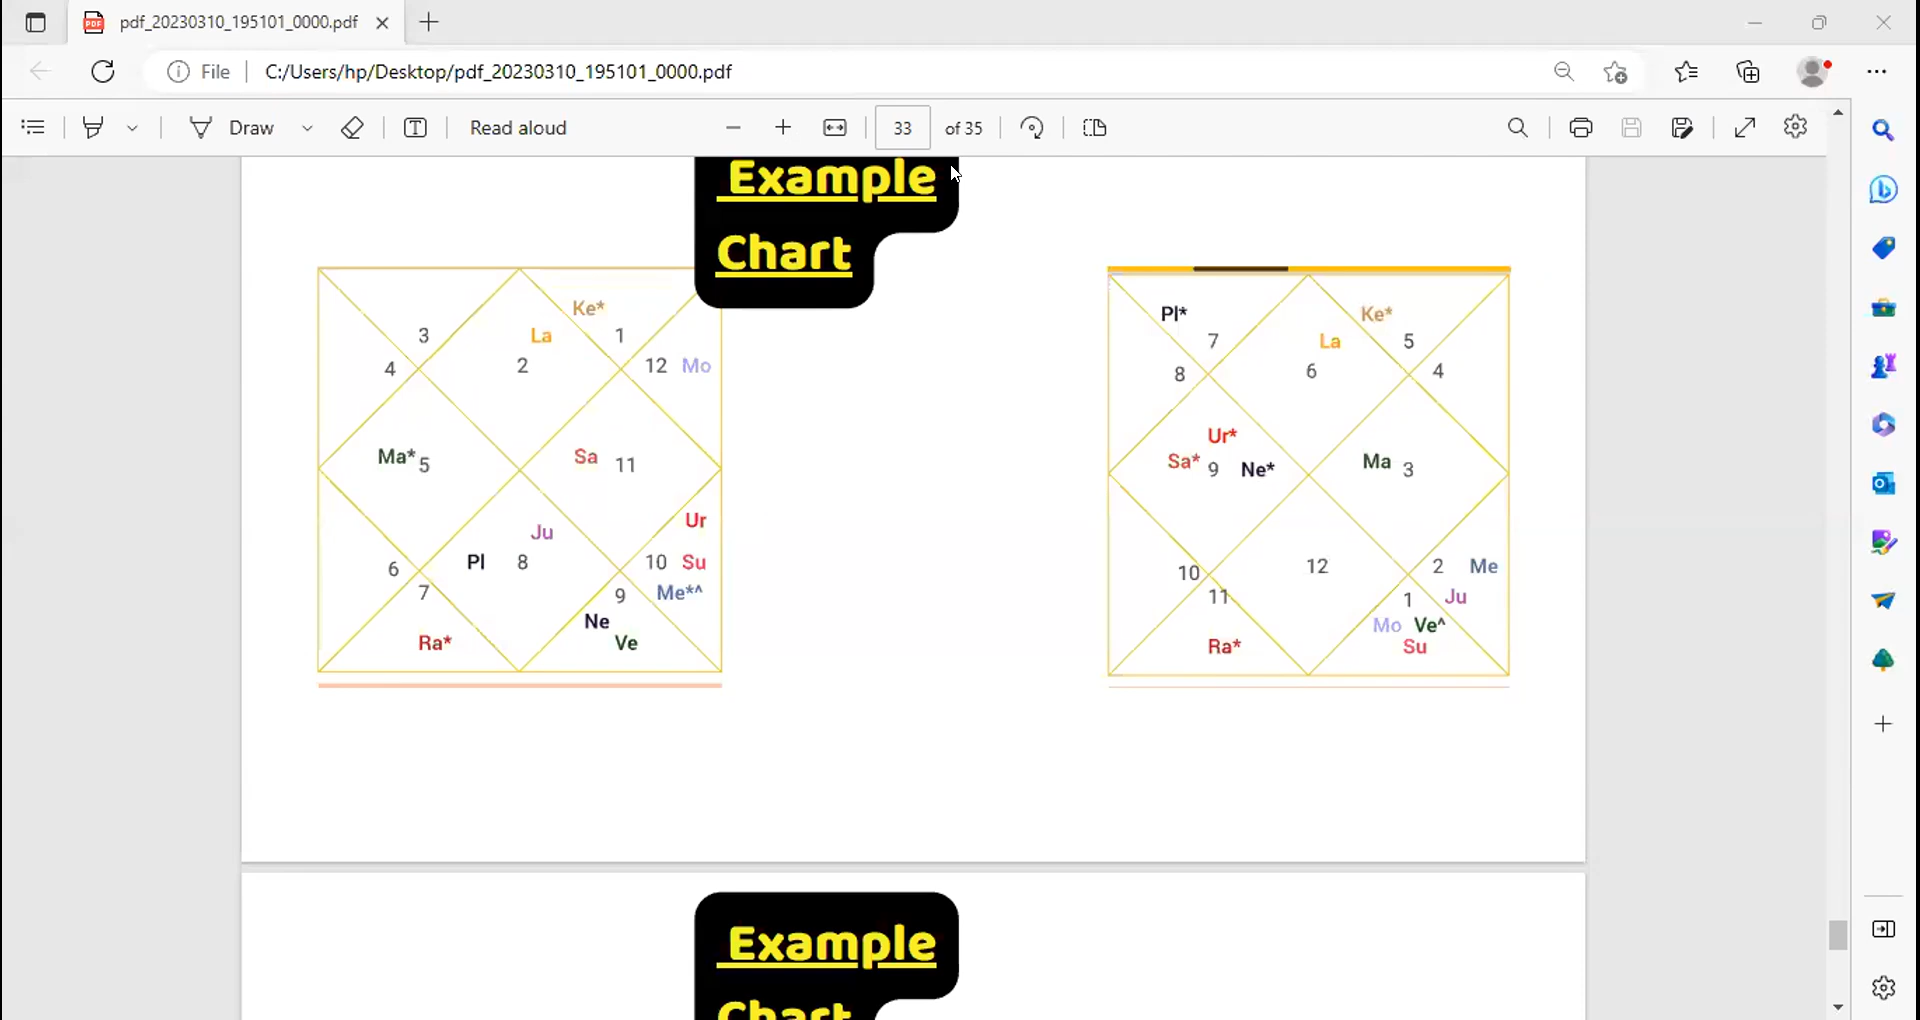 pdf_20230310_195101_0000.pdf
File
C:/Users/hp/Desktop/pdf_20230310_195101_0000.pdf
Draw
Read aloud
33
of 35
Example
Chart
Ke*
3
La
1
4
2
12 Mo
Ma* 5
Sa 11
Ur
Ju
6
Pl 8
10 Su
7
9 Me*^
Ne
Ra*
Ve
Pl*
Ke*
7
La
5
8
6
4
Ur*
Sa* 9 Ne*
Ma 3
10
12
2 Me
11
1 Ju
Mo Ve^
Ra*
Su
Example
Chart